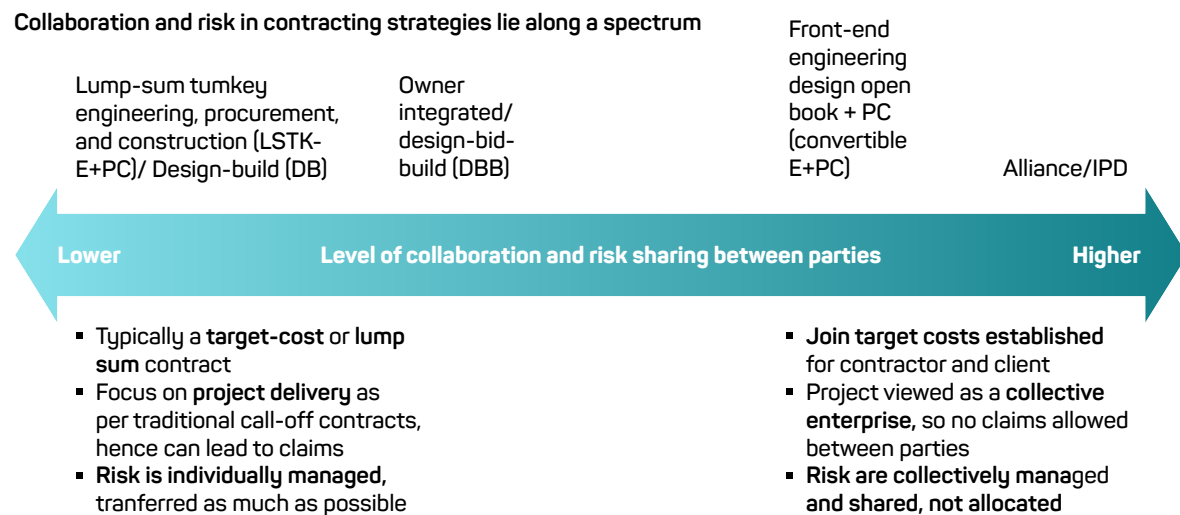 Collaboration and risk in contracting strategies lie along a spectrum
Lump-sum tumkey
engineering, procurement,
and construction (LSTK-
E+PC)/ Design-build (DB)
Owner
integrated/
design-bid-
build (DBB)
Front-end
engineering
design open
book + PC
(convertible
E+PC)
Alliance/IPD
Lower
Level of collaboration and risk sharing between parties
Higher
▪ Typically a target-cost or lump
sum contract
▪ Focus on project delivery as
per traditional call-off contracts,
hence can lead to claims
▪ Risk is individually managed,
tranferred as much as possible
▪ Join target costs established
for contractor and client
▪ Project viewed as a collective
enterprise, so no claims allowed
between parties
▪ Risk are collectively managed
and shared, not allocated